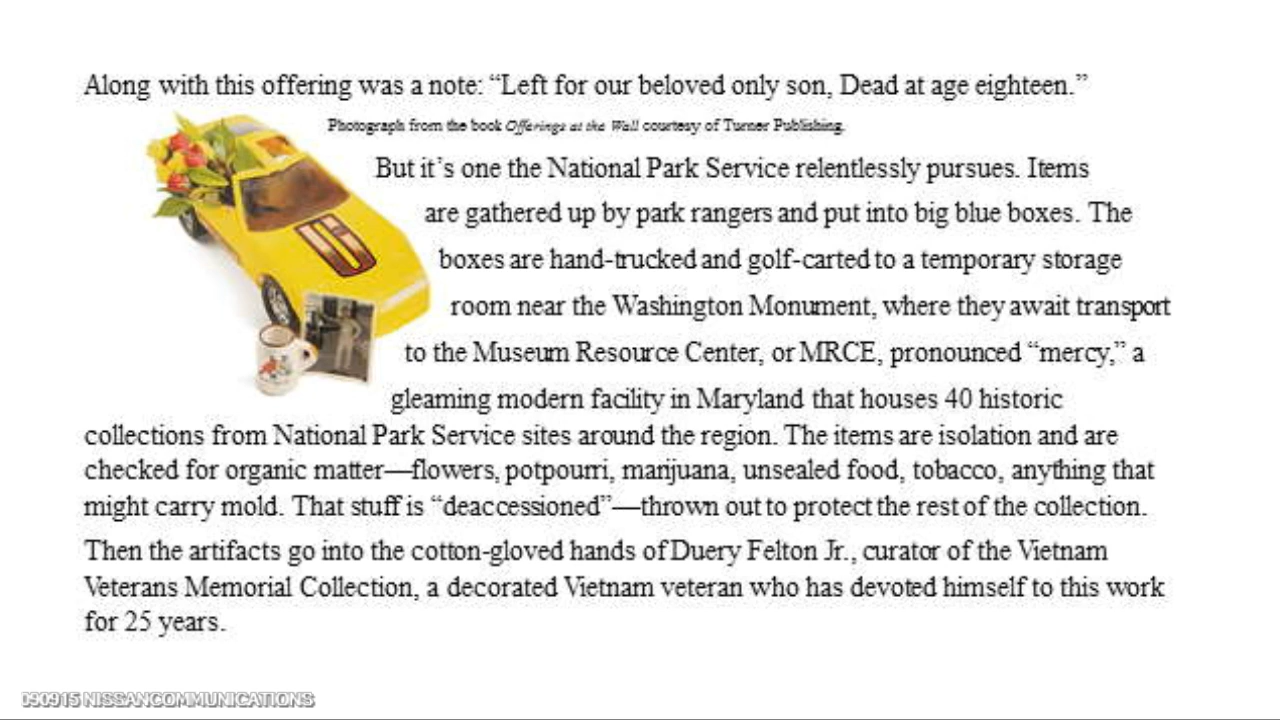 Along with this offering was a note: “Left for our beloved only son, Dead at age eighteen.”
Photograph from the book Offerings at the Wall courtesy of Turner Publishing.
But it’s one the National Park Service relentlessly pursues. Items
are gathered up by park rangers and put into big blue boxes. The
boxes are hand-trucked and golf-carted to a temporary storage
room near the Washington Monument, where they await transport
to the Museum Resource Center, or MRCE, pronounced “mercy,” a
gleaming modern facility in Maryland that houses 40 historic
collections from National Park Service sites around the region. The items are isolation and are
checked for organic matter—flowers, potpourri, marijuana, unsealed food, tobacco, anything that
might carry mold. That stuff is “deaccessioned”—thrown out to protect the rest of the collection.
Then the artifacts go into the cotton-gloved hands of Duery Felton Jr., curator of the Vietnam
Veterans Memorial Collection, a decorated Vietnam veteran who has devoted himself to this work
for 25 years.
090915 NISSANCOMMUNICATIONS